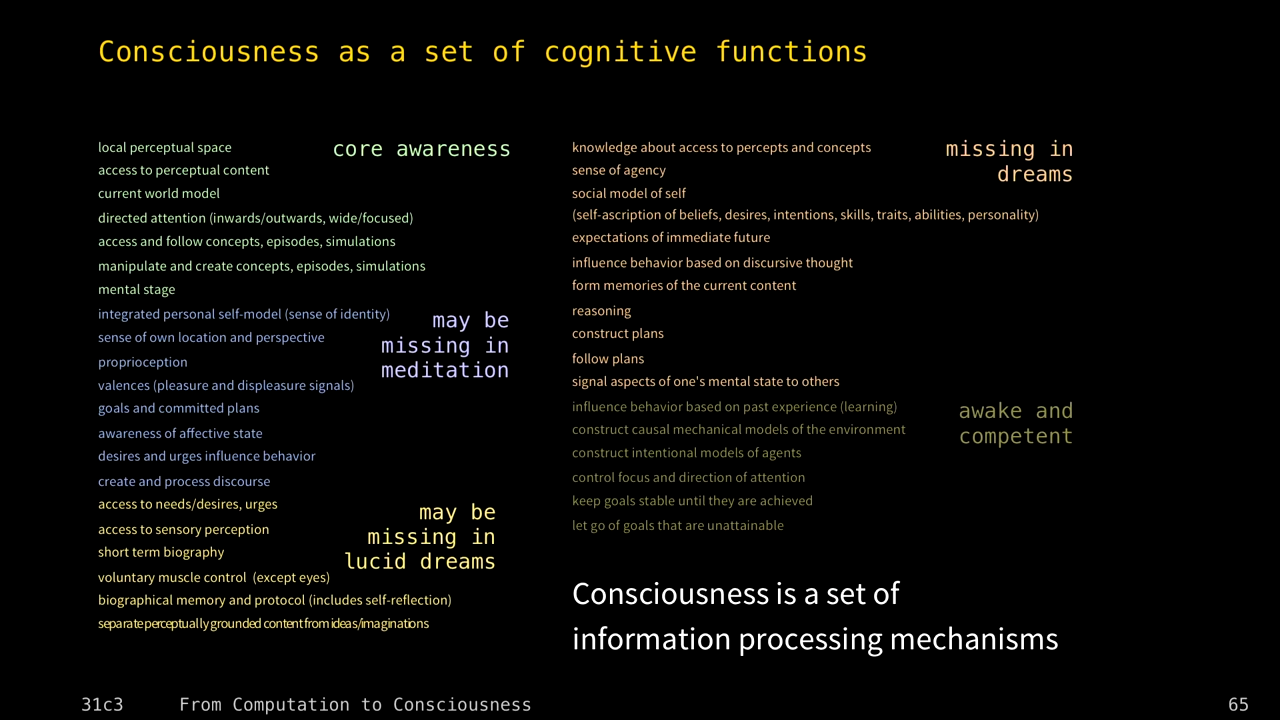 Consciousness as a set of cognitive functions
local perceptual space
core awareness
access to perceptual content
current world model
directed attention (inwards/outwards, wide/focused)
access and follow concepts, episodes, simulations
manipulate and create concepts, episodes, simulations
mental stage
integrated personal self-model (sense of identity)
may be
missing in
meditation
sense of own location and perspective
proprioception
valences (pleasure and displeasure signals)
goals and committed plans
awareness of affective state
desires and urges influence behavior
create and process discourse
access to needs/desires, urges
may be
missing in
lucid dreams
access to sensory perception
short term biography
voluntary muscle control (except eyes)
biographical memory and protocol (includes self-reflection)
separate perceptually grounded content from ideas/imaginations
knowledge about access to percepts and concepts
missing in
dreams
sense of agency
social model of self
(self-ascription of beliefs, desires, intentions, skills, traits, abilities, personality)
expectations of immediate future
influence behavior based on discursive thought
form memories of the current content
reasoning
construct plans
follow plans
signal aspects of one's mental state to others
influence behavior based on past experience (learning)
awake and
competent
construct causal mechanical models of the environment
construct intentional models of agents
control focus and direction of attention
keep goals stable until they are achieved
let go of goals that are unattainable
Consciousness is a set of
information processing mechanisms
31c3 From Computation to Consciousness 65